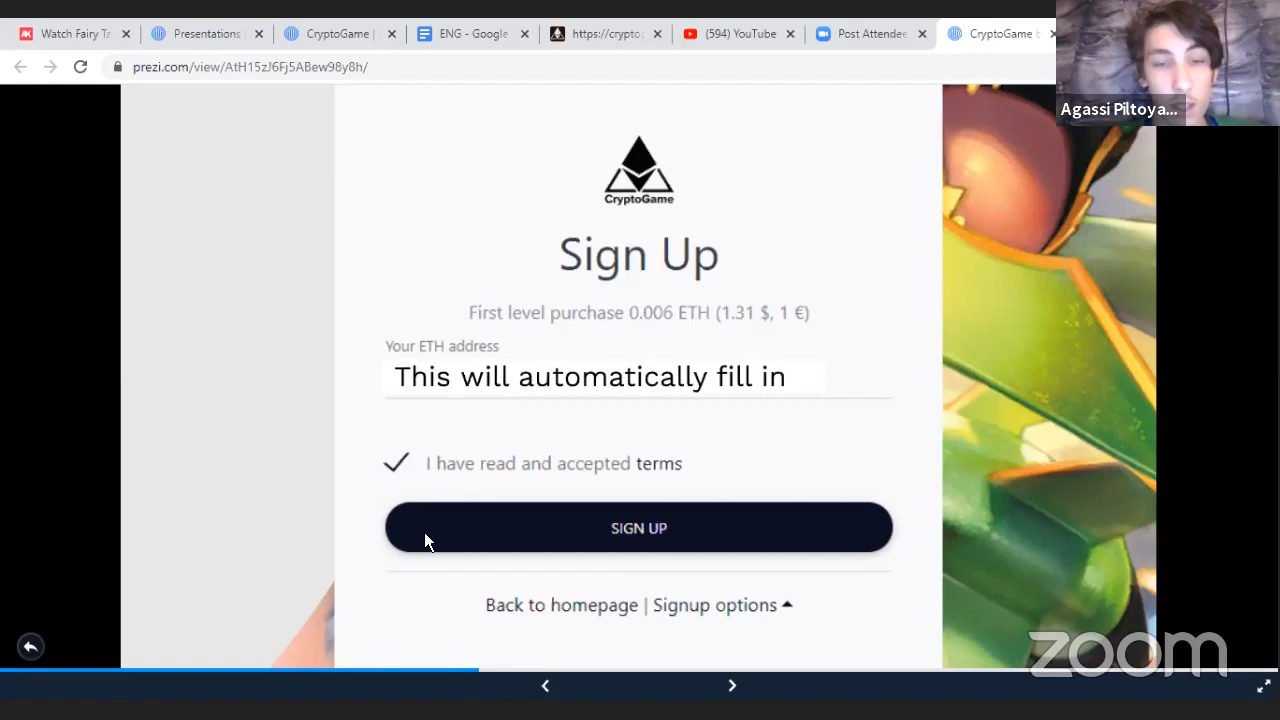 Watch Fairy Ta
Presentations
CryptoGame |
ENG - Google
https://crypto
(594) YouTube
Post Attendee
CryptoGame b
prezi.com/view/AtH15zJ6Fj5ABew98y8h/
Agassi Piltoya...
CryptoGame
Sign Up
First level purchase 0.006 ETH (1.31 $, 1 €)
Your ETH address
This will automatically fill in
I have read and accepted terms
SIGN UP
Back to homepage | Signup options
zoom